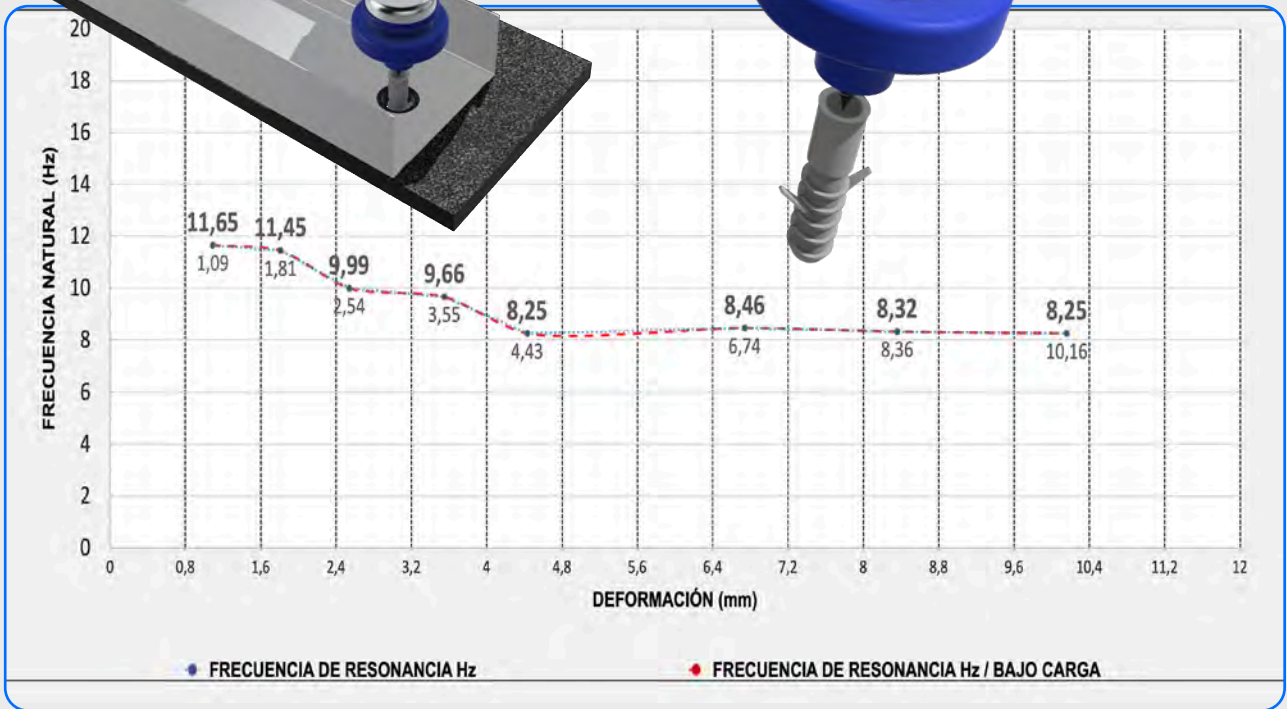 FRECUENCIA NATURAL (Hz)
20
18
16
14
12
10
8
6
4
2
0
11,65 11,45 9,99 9,66 8,25 8,46 8,32 8,25
1,09 1,81 2,54 3,55 4,43 6,74 8,36 10,16
0 0,8 1,6 2,4 3,2 4 4,8 5,6 6,4 7,2 8 8,8 9,6 10,4 11,2 12
DEFORMACIÓN (mm)
FRECUENCIA DE RESONANCIA Hz FRECUENCIA DE RESONANCIA Hz / BAJO CARGA